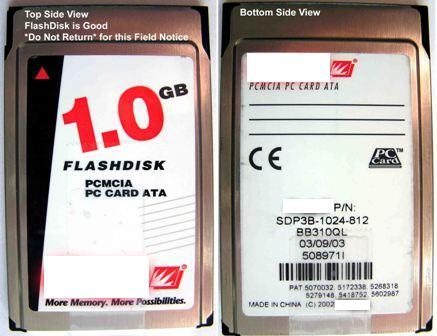 Top Side View
FlashDisk is Good
*Do Not Return* for this Field Notice
1.0GB
FLASHDISK
PCMCIA
PC CARD ATA
More Memory. More Possibilities.
Bottom Side View
PCMCIA PC CARD ATA
CE
PC
Card™
P/N:
SDP3B-1024-812
BB310QL
03/09/03
508971I
PAT 5070032, 5172338, 5268318
5279148, 5418752, 5602987
MADE IN CHINA (C) 2002